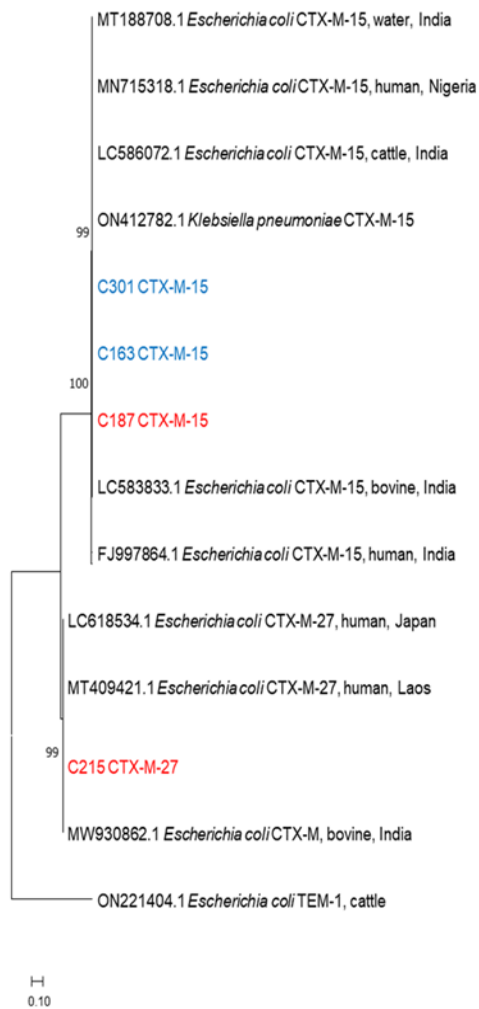 MT188708.1 Escherichia coli CTX-M-15, water, India
MN715318.1 Escherichia coli CTX-M-15, human, Nigeria
LC586072.1 Escherichia coli CTX-M-15, cattle, India
ON412782.1 Klebsiella pneumoniae CTX-M-15
99
C301 CTX-M-15
C163 CTX-M-15
100
C187 CTX-M-15
LC583833.1 Escherichia coli CTX-M-15, bovine, India
FJ997864.1 Escherichia coli CTX-M-15, human, India
LC618534.1 Escherichia coli CTX-M-27, human, Japan
MT409421.1 Escherichia coli CTX-M-27, human, Laos
99
C215 CTX-M-27
MW930862.1 Escherichia coli CTX-M, bovine, India
ON221404.1 Escherichia coli TEM-1, cattle
0.10